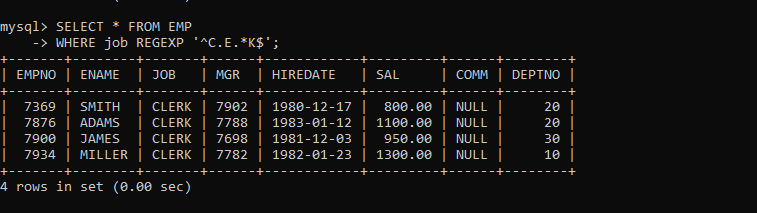 mysql> SELECT * FROM EMP
    -> WHERE job REGEXP '^C.E.*K$';
+-------+--------+-------+------+------------+---------+------+--------+
| EMPNO | ENAME  | JOB   | MGR  | HIREDATE   | SAL     | COMM | DEPTNO |
+-------+--------+-------+------+------------+---------+------+--------+
|  7369 | SMITH  | CLERK | 7902 | 1980-12-17 |  800.00 | NULL |     20 |
|  7876 | ADAMS  | CLERK | 7788 | 1983-01-12 | 1100.00 | NULL |     20 |
|  7900 | JAMES  | CLERK | 7698 | 1981-12-03 |  950.00 | NULL |     30 |
|  7934 | MILLER | CLERK | 7782 | 1982-01-23 | 1300.00 | NULL |     10 |
+-------+--------+-------+------+------------+---------+------+--------+
4 rows in set (0.00 sec)